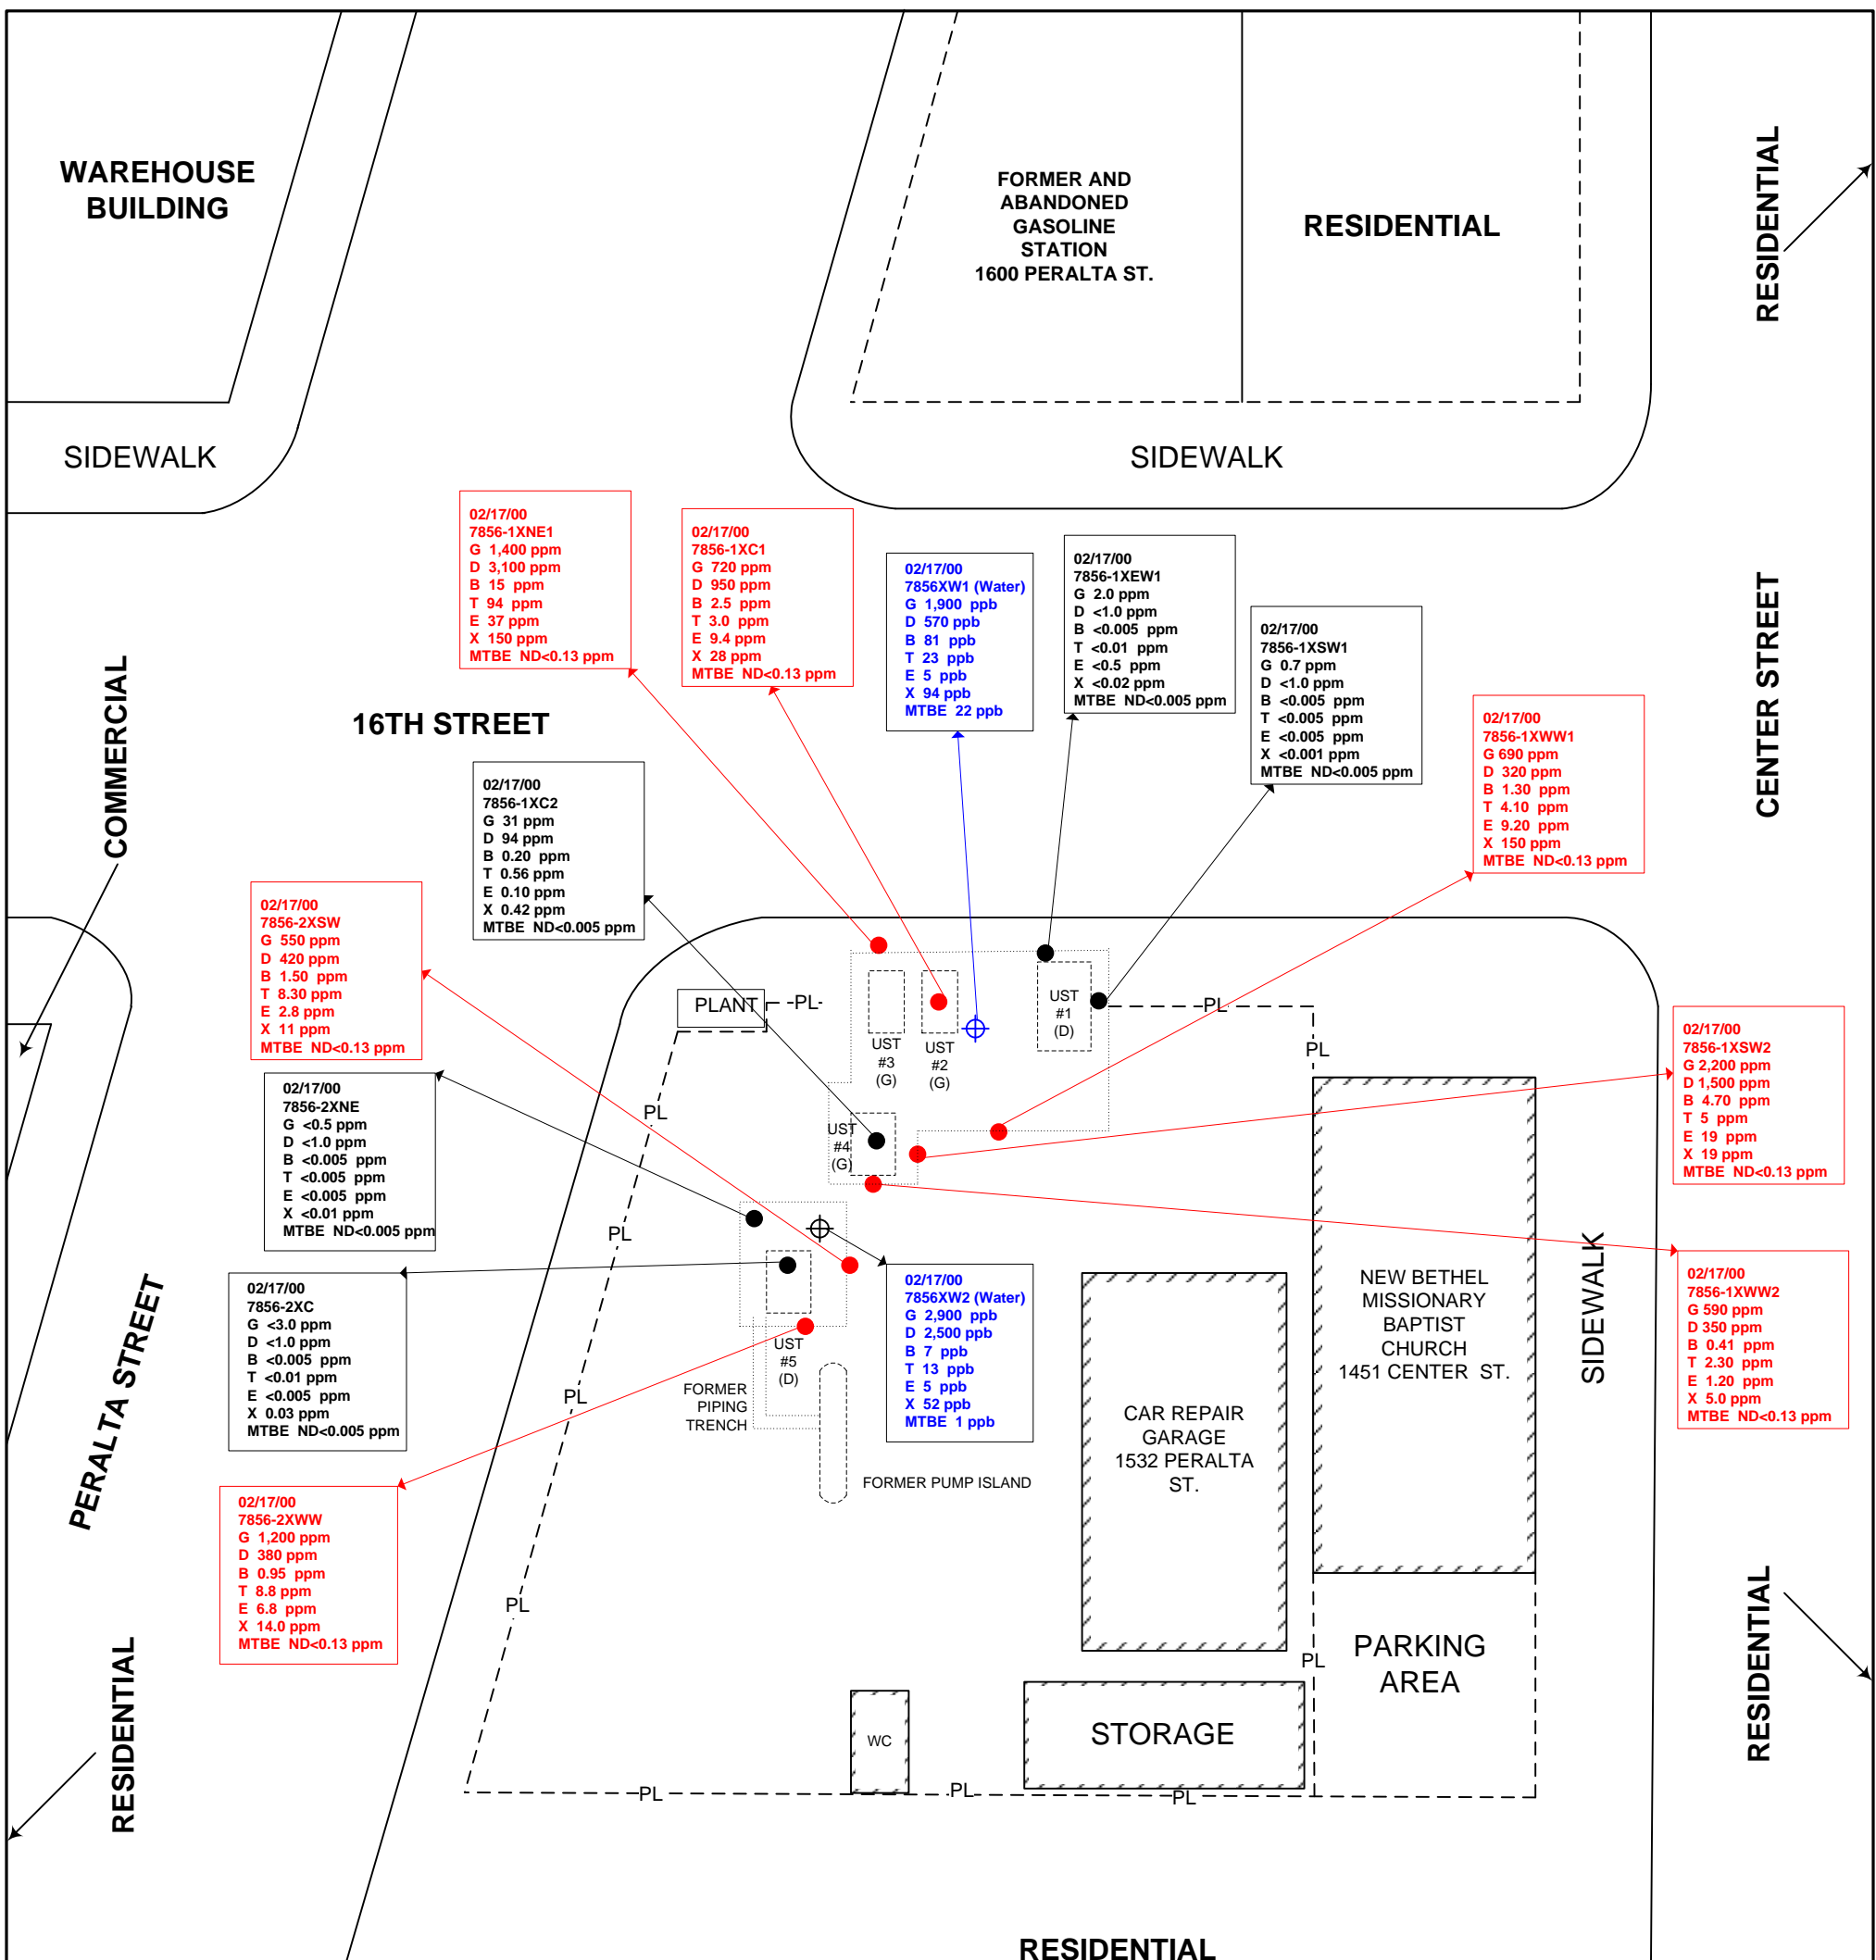 WAREHOUSE
BUILDING
SIDEWALK
FORMER AND
ABANDONED
GASOLINE
STATION
1600 PERALTA ST.
RESIDENTIAL
SIDEWALK
RESIDENTIAL
02/17/00
7856-1XNE1
G 1,400 ppm
D 3,100 ppm
B 15 ppm
T 94 ppm
E 37 ppm
X 150 ppm
MTBE ND<0.13 ppm
02/17/00
7856-1XC1
G 720 ppm
D 950 ppm
B 2.5 ppm
T 3.0 ppm
E 9.4 ppm
X 28 ppm
MTBE ND<0.13 ppm
02/17/00
7856XW1 (Water)
G 1,900 ppb
D 570 ppb
B 81 ppb
T 23 ppb
E 5 ppb
X 94 ppb
MTBE 22 ppb
02/17/00
7856-1XEW1
G 2.0 ppm
D <1.0 ppm
B <0.005 ppm
T <0.01 ppm
E <0.5 ppm
X <0.02 ppm
MTBE ND<0.005 ppm
02/17/00
7856-1XSW1
G 0.7 ppm
D <1.0 ppm
B <0.005 ppm
T <0.005 ppm
E <0.005 ppm
X <0.001 ppm
MTBE ND<0.005 ppm
02/17/00
7856-1XWW1
G 690 ppm
D 320 ppm
B 1.30 ppm
T 4.10 ppm
E 9.20 ppm
X 150 ppm
MTBE ND<0.13 ppm
CENTER STREET
COMMERCIAL
16TH STREET
02/17/00
7856-1XC2
G 31 ppm
D 94 ppm
B 0.20 ppm
T 0.56 ppm
E 0.10 ppm
X 0.42 ppm
MTBE ND<0.005 ppm
02/17/00
7856-2XSW
G 550 ppm
D 420 ppm
B 1.50 ppm
T 8.30 ppm
E 2.8 ppm
X 11 ppm
MTBE ND<0.13 ppm
PLANT
PL
UST
#3
(G)
UST
#2
(G)
UST
#1
(D)
PL
PL
02/17/00
7856-1XSW2
G 2,200 ppm
D 1,500 ppm
B 4.70 ppm
T 5 ppm
E 19 ppm
X 19 ppm
MTBE ND<0.13 ppm
02/17/00
7856-2XNE
G <0.5 ppm
D <1.0 ppm
B <0.005 ppm
T <0.005 ppm
E <0.005 ppm
X <0.01 ppm
MTBE ND<0.005 ppm
PL
UST
#4
(G)
PL
02/17/00
7856-2XC
G <3.0 ppm
D <1.0 ppm
B <0.005 ppm
T <0.01 ppm
E <0.005 ppm
X 0.03 ppm
MTBE ND<0.005 ppm
UST
#5
(D)
02/17/00
7856XW2 (Water)
G 2,900 ppb
D 2,500 ppb
B 7 ppb
T 13 ppb
E 5 ppb
X 52 ppb
MTBE 1 ppb
NEW BETHEL
MISSIONARY
BAPTIST
CHURCH
1451 CENTER ST.
SIDEWALK
02/17/00
7856-1XWW2
G 590 ppm
D 350 ppm
B 0.41 ppm
T 2.30 ppm
E 1.20 ppm
X 5.0 ppm
MTBE ND<0.13 ppm
PERALTA STREET
PL
FORMER
PIPING
TRENCH
CAR REPAIR
GARAGE
1532 PERALTA
ST.
FORMER PUMP ISLAND
02/17/00
7856-2XWW
G 1,200 ppm
D 380 ppm
B 0.95 ppm
T 8.8 ppm
E 6.8 ppm
X 14.0 ppm
MTBE ND<0.13 ppm
PL
PL
PARKING
AREA
RESIDENTIAL
RESIDENTIAL
WC
STORAGE
PL
PL
PL
RESIDENTIAL